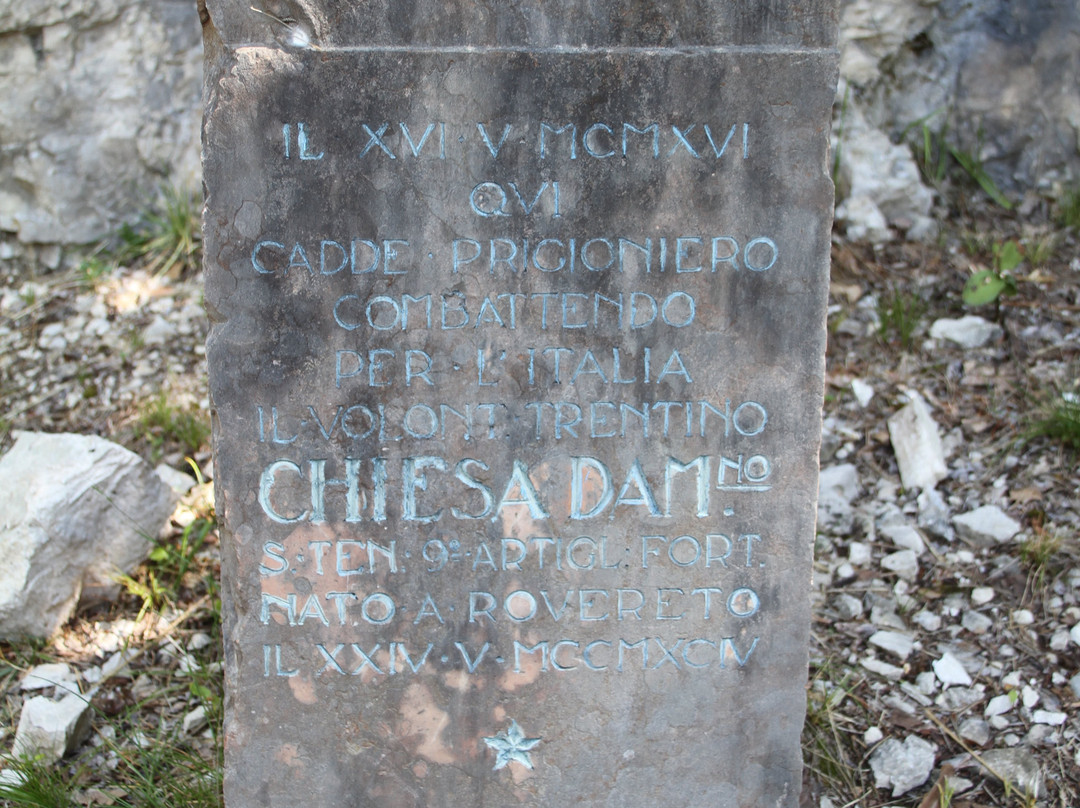 IL XVI · V · MCMXVI
QVI
CADDE · PRIGIONIERO
COMBATTENDO
PER · L'ITALIA
IL · VOLONT: TRENTINO
CHIESA DAM.NO
S · TEN · 9ª · ARTIGL: FORT.
NATO · A · ROVERETO
IL XXIV · V · MCCMXCIV